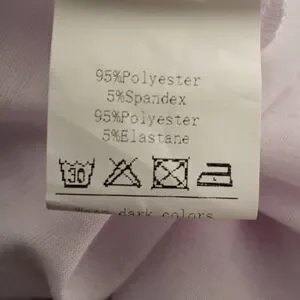 95%Polyester
5%Spandex
95%Polyester
5%Elastane
30
dark colors